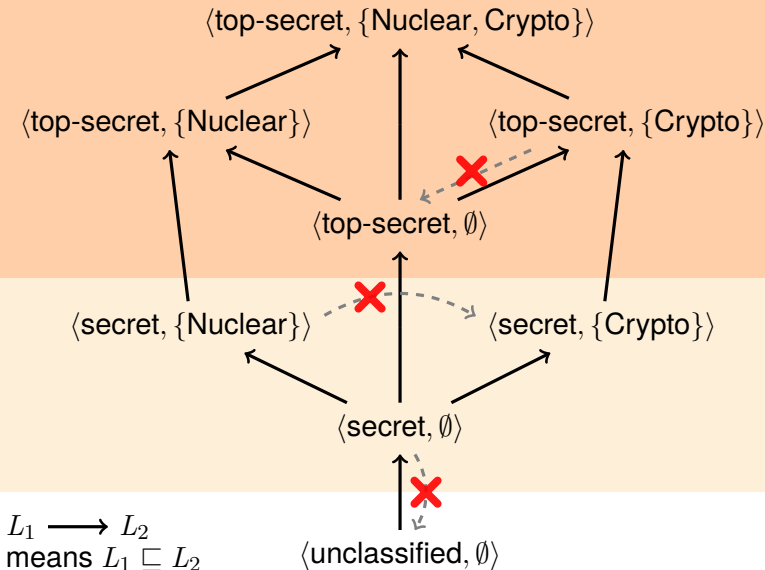 ⟨top-secret, {Nuclear, Crypto}⟩
⟨top-secret, {Nuclear}⟩ ⟨top-secret, {Crypto}⟩
⟨top-secret, ∅⟩
⟨secret, {Nuclear}⟩ ⟨secret, {Crypto}⟩
⟨secret, ∅⟩
L₁ ⟶ L₂
means L₁ ⊑ L₂
⟨unclassified, ∅⟩